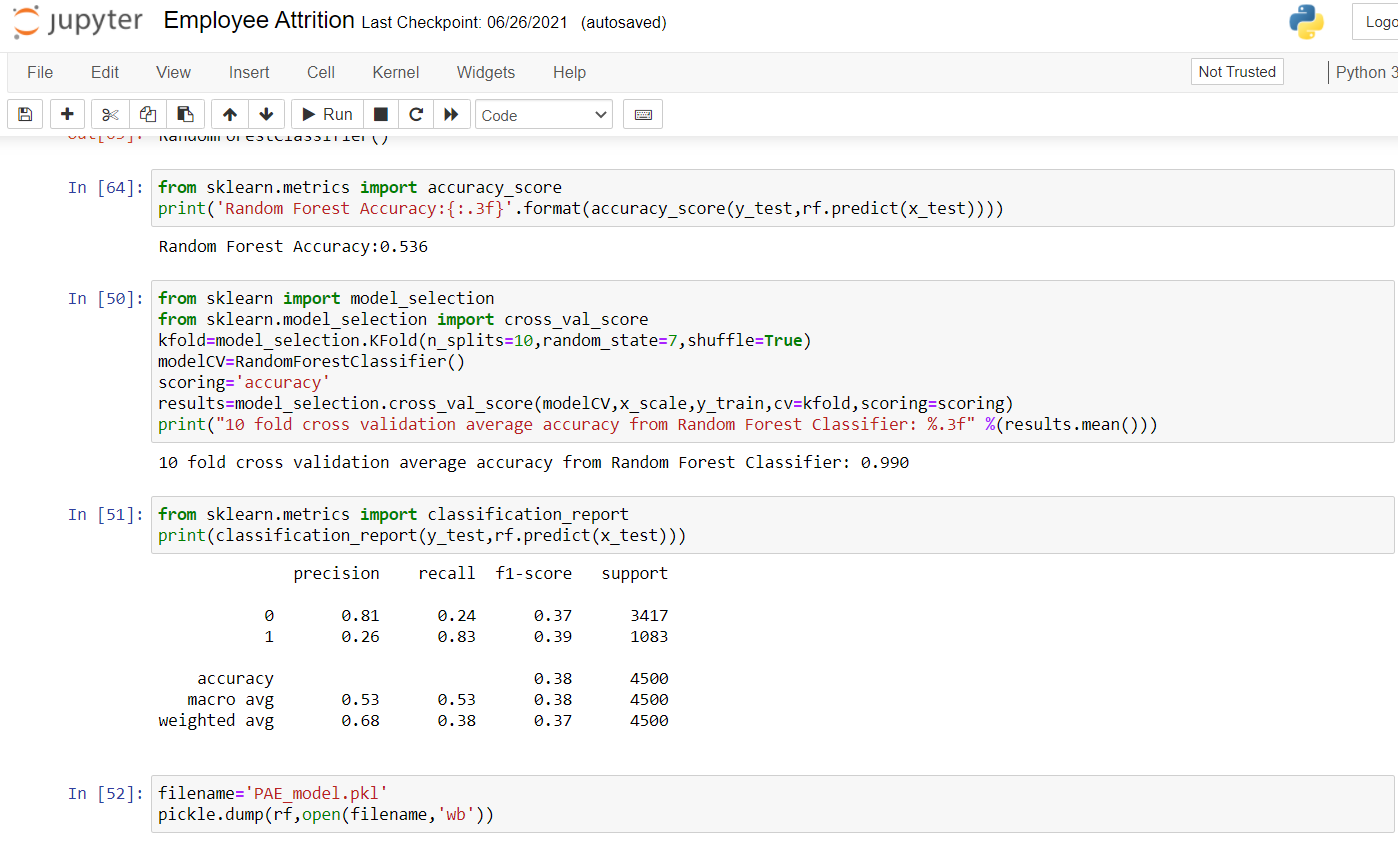 jupyter Employee Attrition Last Checkpoint: 06/26/2021 (autosaved)
Logo
File Edit View Insert Cell Kernel Widgets Help
Not Trusted
Python 3
Run
Code
Out[63]: RandomForestClassifier()
In [64]: from sklearn.metrics import accuracy_score
print('Random Forest Accuracy:{:.3f}'.format(accuracy_score(y_test,rf.predict(x_test))))
Random Forest Accuracy:0.536
In [50]: from sklearn import model_selection
from sklearn.model_selection import cross_val_score
kfold=model_selection.KFold(n_splits=10,random_state=7,shuffle=True)
modelCV=RandomForestClassifier()
scoring='accuracy'
results=model_selection.cross_val_score(modelCV,x_scale,y_train,cv=kfold,scoring=scoring)
print("10 fold cross validation average accuracy from Random Forest Classifier: %.3f" %(results.mean()))
10 fold cross validation average accuracy from Random Forest Classifier: 0.990
In [51]: from sklearn.metrics import classification_report
print(classification_report(y_test,rf.predict(x_test)))
precision recall f1-score support
0 0.81 0.24 0.37 3417
1 0.26 0.83 0.39 1083
accuracy 0.38 4500
macro avg 0.53 0.53 0.38 4500
weighted avg 0.68 0.38 0.37 4500
In [52]: filename='PAE_model.pkl'
pickle.dump(rf,open(filename,'wb'))